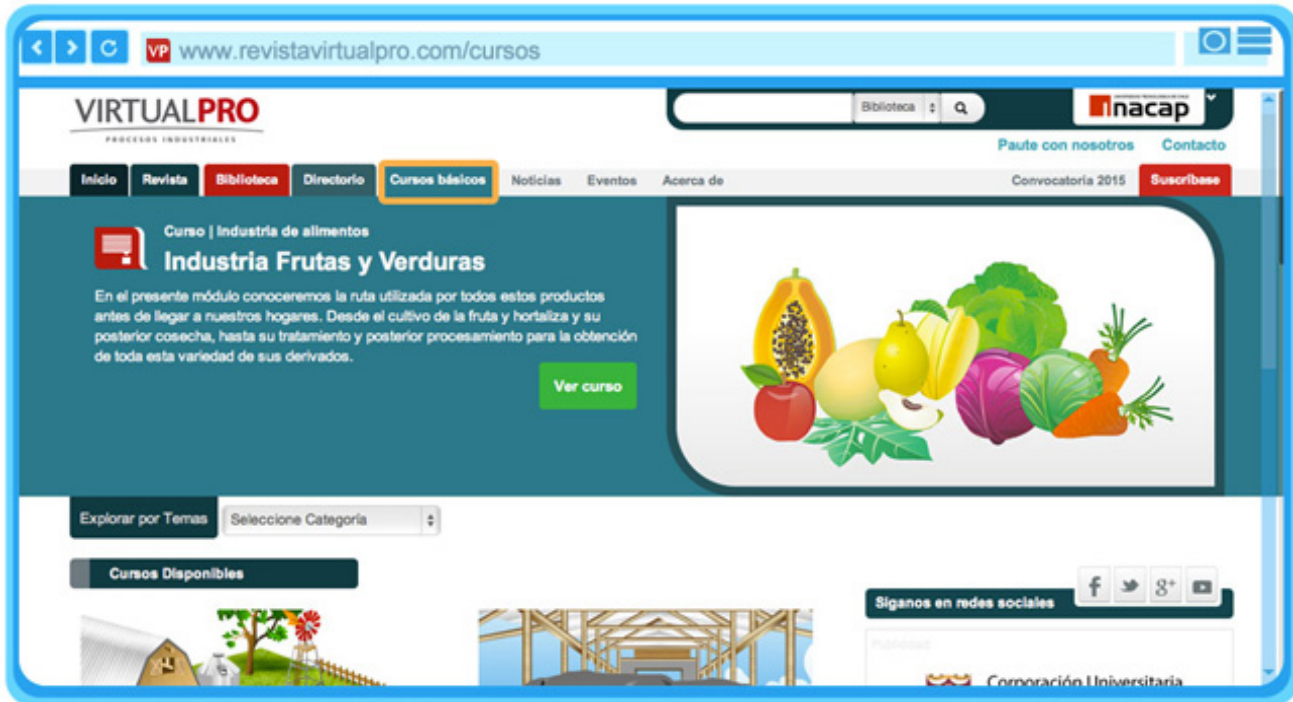 VP www.revistavirtualpro.com/cursos
VIRTUALPRO
PROCESOS INDUSTRIALES
Biblioteca
inacap
Paute con nosotros Contacto
Inicio Revista Biblioteca Directorio Cursos básicos Noticias Eventos Acerca de Convocatoria 2015 Suscríbase
Curso | Industria de alimentos
Industria Frutas y Verduras
En el presente módulo conoceremos la ruta utilizada por todos estos productos
antes de llegar a nuestros hogares. Desde el cultivo de la fruta y hortaliza y su
posterior cosecha, hasta su tratamiento y posterior procesamiento para la obtención
de toda esta variedad de sus derivados.
Ver curso
Explorar por Temas Seleccione Categoría
Cursos Disponibles
Síganos en redes sociales
Publicidad
Corporación Universitaria